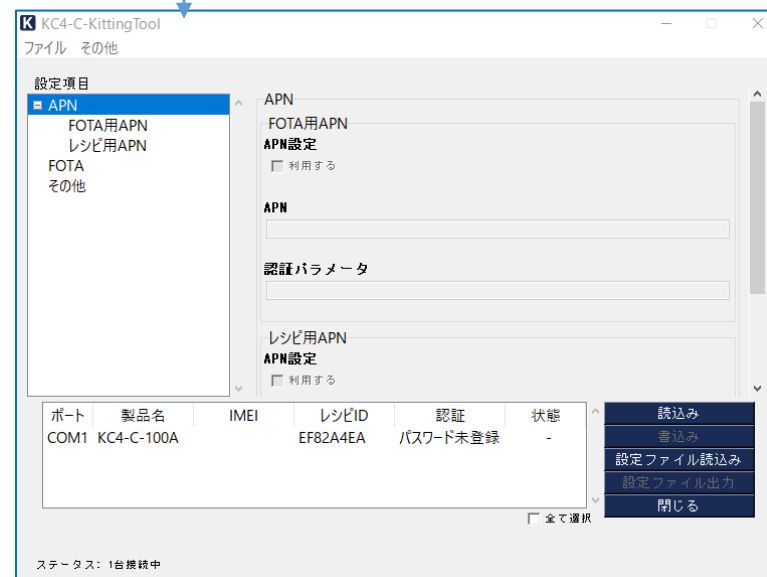 K KC4-C-KittingTool
ファイル その他
設定項目
APN
FOTA用APN
レシピ用APN
FOTA
その他
APN
FOTA用APN
APN設定
利用する
APN
認証パラメータ
レシピ用APN
APN設定
利用する
ポート 製品名 IMEI レシピID 認証 状態
COM1 KC4-C-100A EF82A4EA パスワード未登録 -
全て選択
読込み
書込み
設定ファイル読込み
設定ファイル出力
閉じる
ステータス: 1台接続中